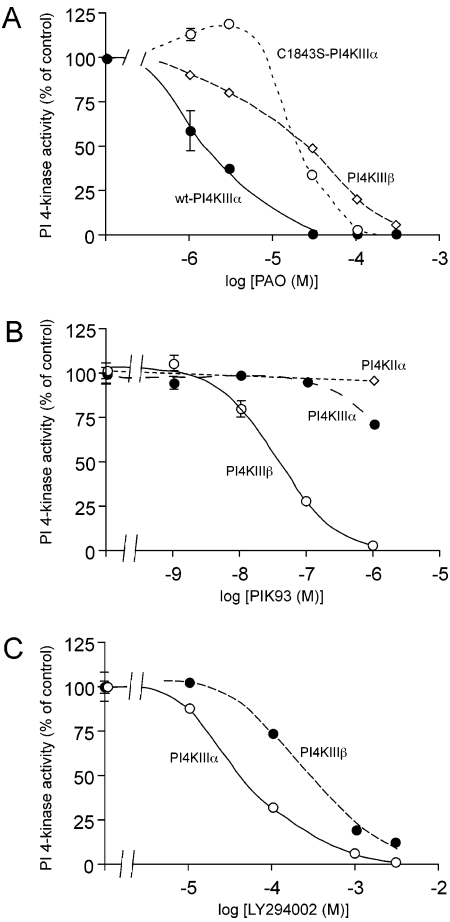 A
PI 4-kinase activity (% of control)
125
100
75
50
25
0
C1843S-PI4KIIIα
PI4KIIIβ
wt-PI4KIIIα
-6
-5
-4
-3
log [PAO (M)]
B
PI 4-kinase activity (% of control)
125
100
75
50
25
0
PI4KIIα
PI4KIIIα
PI4KIIIβ
-9
-8
-7
-6
-5
log [PIK93 (M)]
C
PI 4-kinase activity (% of control)
125
100
75
50
25
0
PI4KIIIα
PI4KIIIβ
-5
-4
-3
-2
log [LY294002 (M)]